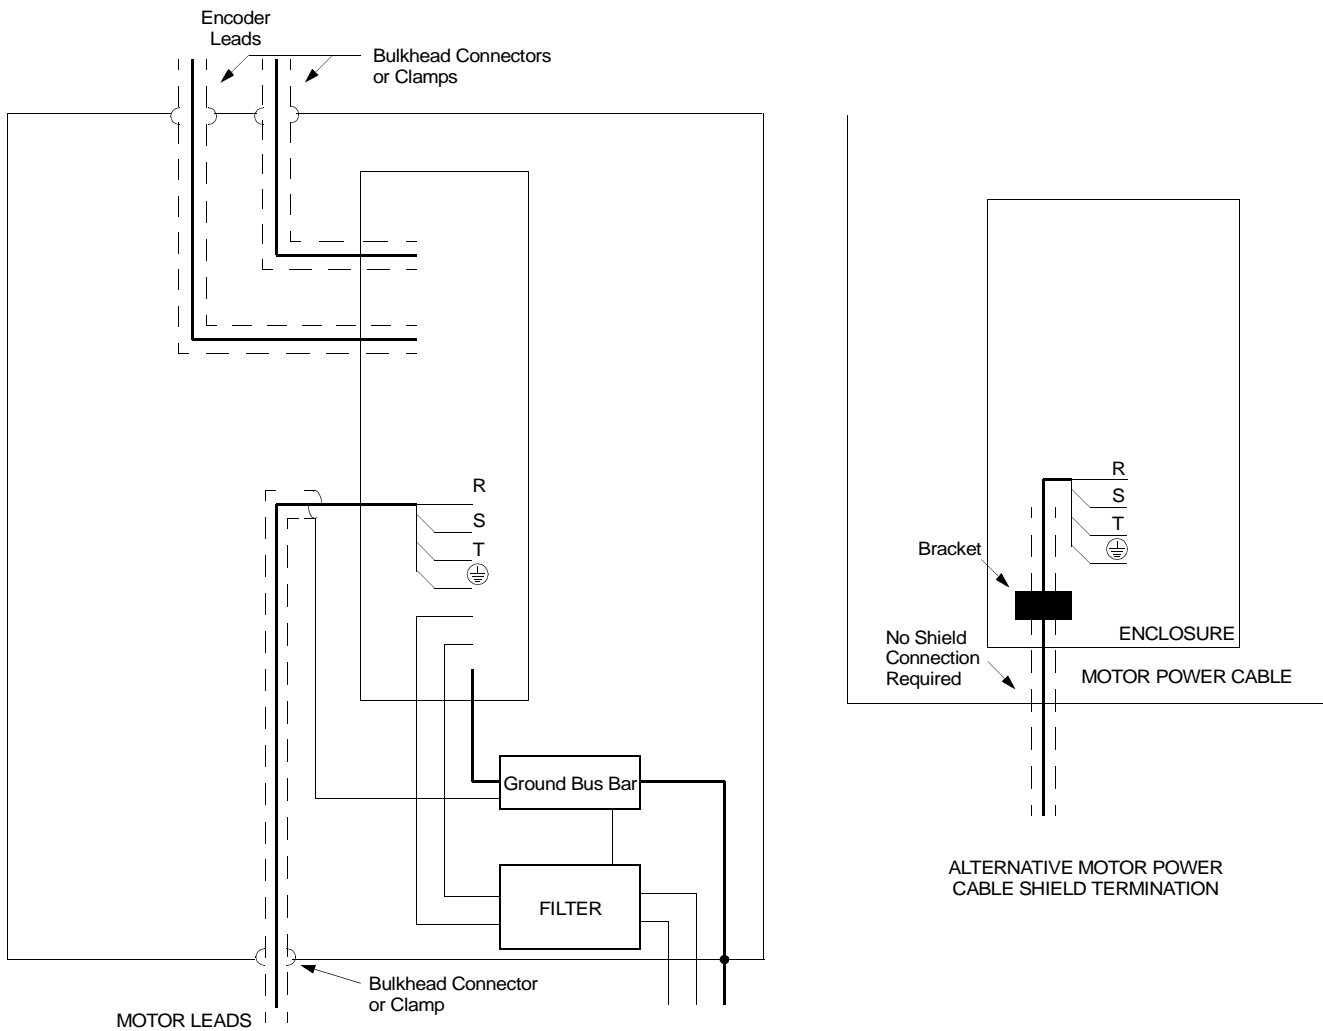 Encoder
Leads
Bulkhead Connectors
or Clamps
R
S
T
Ground Bus Bar
FILTER
Bulkhead Connector
or Clamp
MOTOR LEADS
R
S
T
Bracket
ENCLOSURE
No Shield
Connection
Required
MOTOR POWER CABLE
ALTERNATIVE MOTOR POWER
CABLE SHIELD TERMINATION